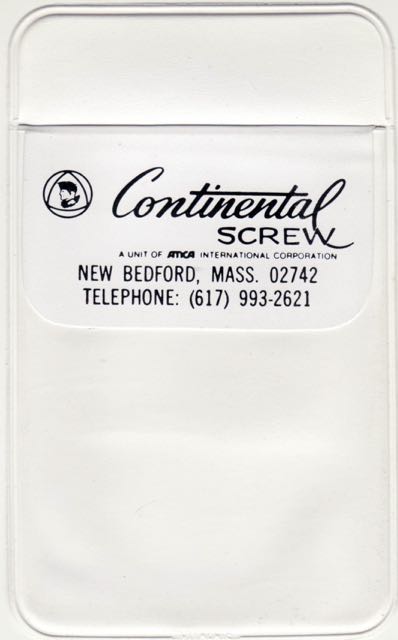 Continental
SCREW
A UNIT OF AMCA INTERNATIONAL CORPORATION
NEW BEDFORD, MASS. 02742
TELEPHONE: (617) 993-2621